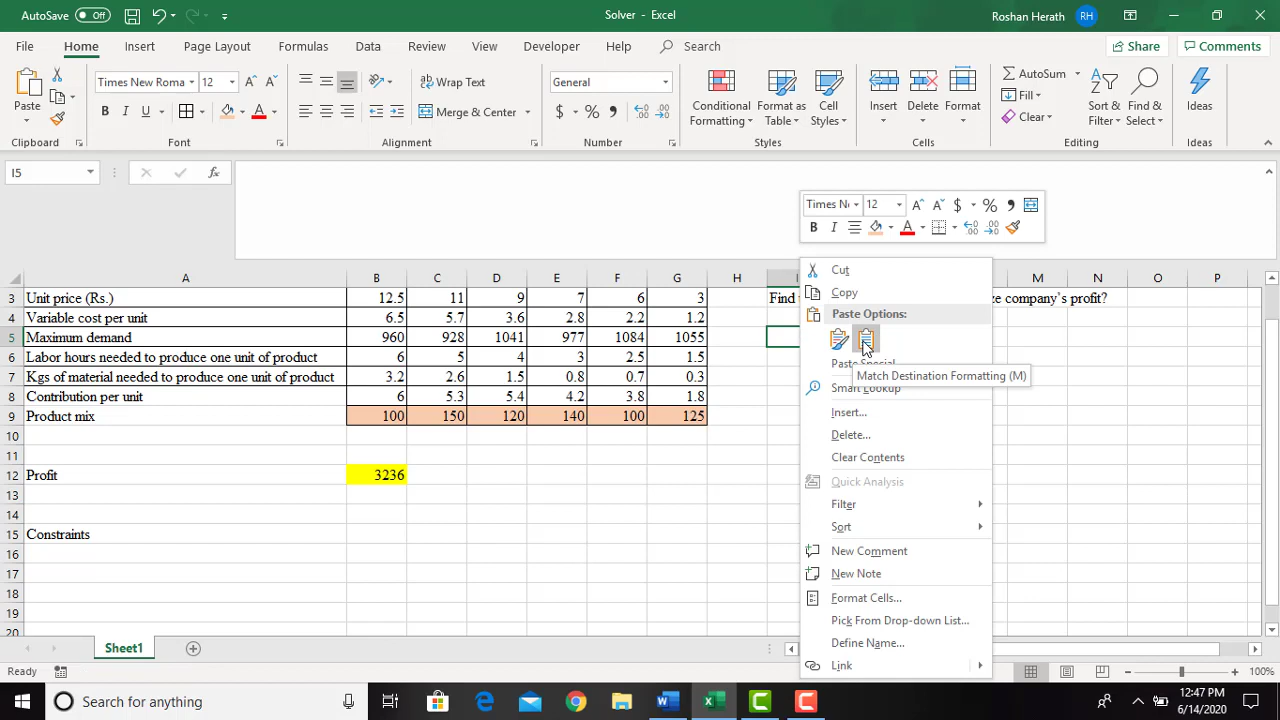 AutoSave Off Solver - Excel Roshan Herath RH
File Home Insert Page Layout Formulas Data Review View Developer Help Search Share Comments
Paste Times New Roma 12 Wrap Text General AutoSum
B I U Merge & Center $ % Conditional Formatting Format as Table Cell Styles Insert Delete Format Fill Clear Sort & Filter Find & Select Ideas
Clipboard Font Alignment Number Styles Cells Editing Ideas
I5 fx
Times N 12 $ %
B I A
A B C D E F G H I M N O P
3 Unit price (Rs.) 12.5 11 9 7 6 3 Find ze company's profit?
4 Variable cost per unit 6.5 5.7 3.6 2.8 2.2 1.2
5 Maximum demand 960 928 1041 977 1084 1055
6 Labor hours needed to produce one unit of product 6 5 4 3 2.5 1.5
7 Kgs of material needed to produce one unit of product 3.2 2.6 1.5 0.8 0.7 0.3
8 Contribution per unit 6 5.3 5.4 4.2 3.8 1.8
9 Product mix 100 150 120 140 100 125
10
11
12 Profit 3236
13
14
15 Constraints
16
17
18
19
20
Cut
Copy
Paste Options:
Paste Special
Match Destination Formatting (M)
Smart Lookup
Insert...
Delete...
Clear Contents
Quick Analysis
Filter
Sort
New Comment
New Note
Format Cells...
Pick From Drop-down List...
Define Name...
Link
Sheet1
Ready 100%
Search for anything 12:47 PM
6/14/2020